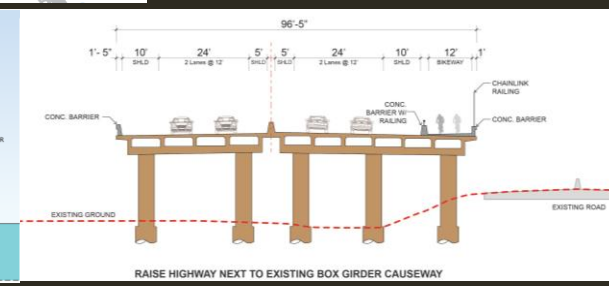 96'-5"
1'- 5" 10' 24' 5' 5' 24' 10' 12' 1'
SHLD 2 Lanes @ 12' SHLD SHLD 2 Lanes @ 12' SHLD BIKEWAY
CHAINLINK
RAILING
CONC.
BARRIER W/
RAILING
CONC. BARRIER
CONC. BARRIER
R
EXISTING GROUND
EXISTING ROAD
RAISE HIGHWAY NEXT TO EXISTING BOX GIRDER CAUSEWAY